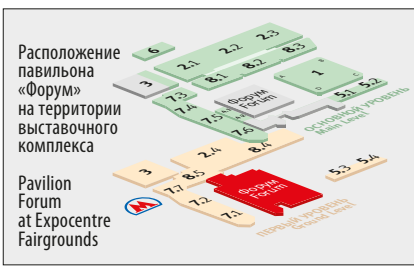 Расположение
павильона
«Форум»
на территории
выставочного
комплекса
Pavilion
Forum
at Expocentre
Fairgrounds
6
2.1 2.2 2.3
8.1 8.2 8.3
3
1
A
B
C
D
7.3
7.4
7.5
7.6
Форум
Forum
5.1 5.2
ОСНОВНОЙ УРОВЕНЬ
Main Level
2.4
8.4
3
8.5
7.7
7.2
7.1
Форум
Forum
5.3 5.4
ПЕРВЫЙ УРОВЕНЬ
Ground Level
М